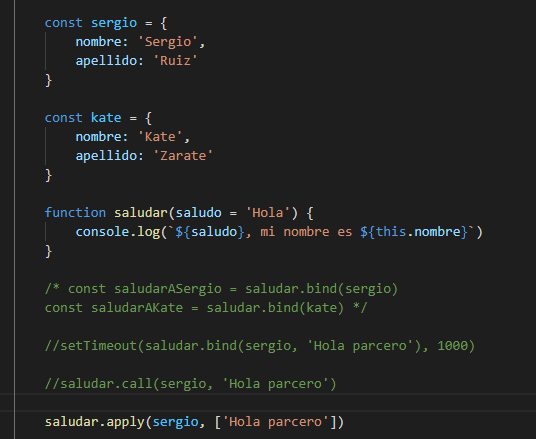 const sergio = {
    nombre: 'Sergio',
    apellido: 'Ruiz'
}
const kate = {
    nombre: 'Kate',
    apellido: 'Zarate'
}
function saludar(saludo = 'Hola') {
    console.log(`${saludo}, mi nombre es ${this.nombre}`)
}
/* const saludarASergio = saludar.bind(sergio)
const saludarAKate = saludar.bind(kate) */
//setTimeout(saludar.bind(sergio, 'Hola parcero'), 1000)
//saludar.call(sergio, 'Hola parcero')
saludar.apply(sergio, ['Hola parcero'])